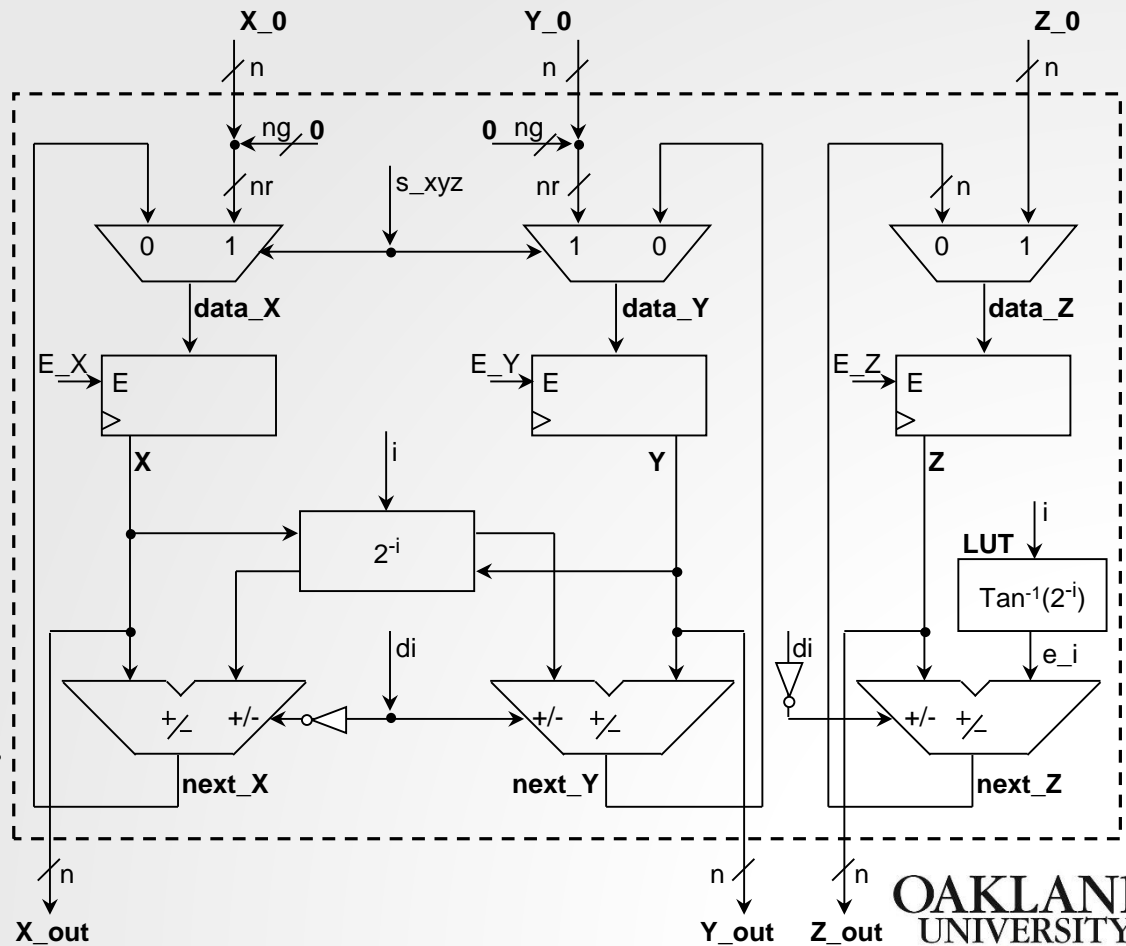 X_0 Y_0 Z_0
n n n
ng 0 0 ng
nr nr n
s_xyz
0 1 1 0 0 1
data_X data_Y data_Z
E_X E_Y E_Z
E E E
X Y Z
i i
LUT
2⁻ⁱ Tan⁻¹(2⁻ⁱ)
di di e_i
+/- +/- +/- +/- +/- +/-
next_X next_Y next_Z
n n n
X_out Y_out Z_out
OAKLAND
UNIVERSITY